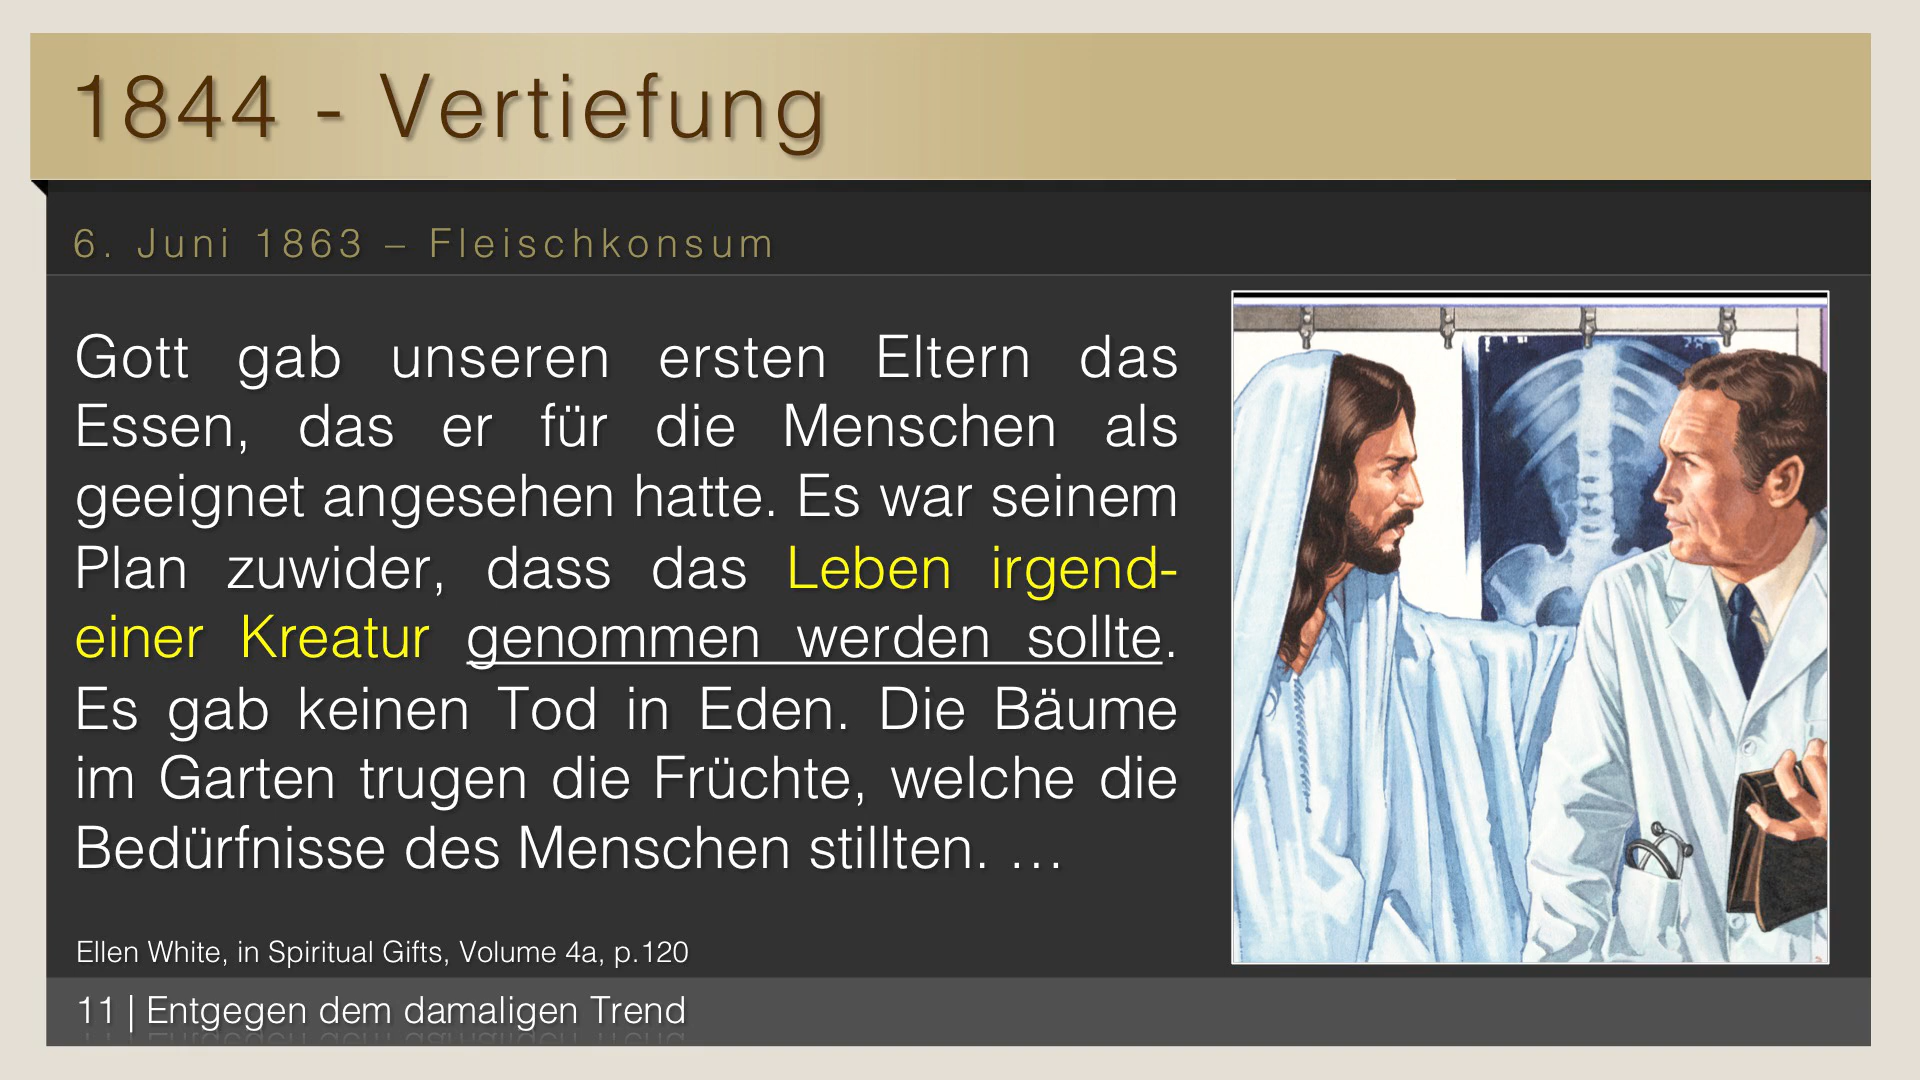 1844 - Vertiefung
6. Juni 1863 – Fleischkonsum
Gott gab unseren ersten Eltern das
Essen, das er für die Menschen als
geeignet angesehen hatte. Es war seinem
Plan zuwider, dass das Leben irgend-
einer Kreatur genommen werden sollte.
Es gab keinen Tod in Eden. Die Bäume
im Garten trugen die Früchte, welche die
Bedürfnisse des Menschen stillten. …
Ellen White, in Spiritual Gifts, Volume 4a, p.120
11 | Entgegen dem damaligen Trend